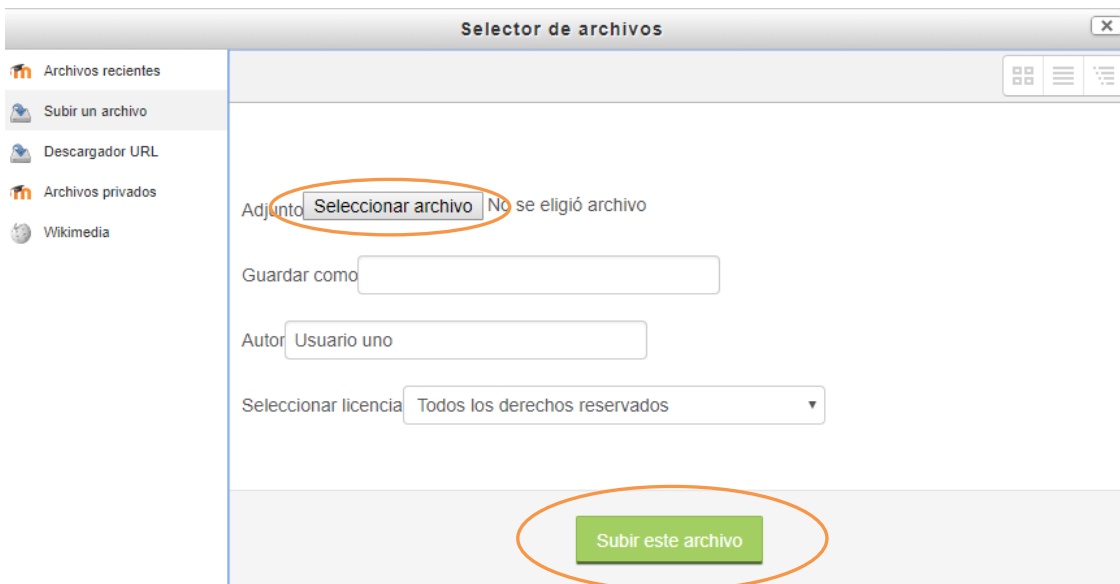 Selector de archivos
Archivos recientes
Subir un archivo
Descargador URL
Archivos privados
Wikimedia
Adjunto Seleccionar archivo No se eligió archivo
Guardar como
Autor Usuario uno
Seleccionar licencia Todos los derechos reservados
Subir este archivo